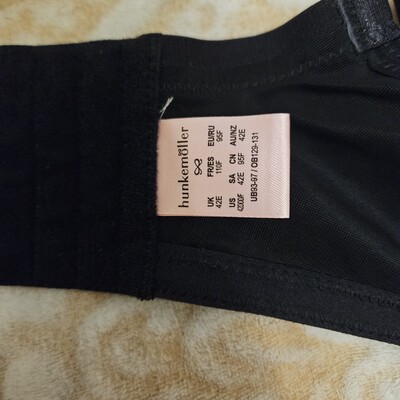 hunkemöller
UK FR/ES EU/RU
42E 110F 95F
US SA CN AU/NZ
42DDD/F 42E 95F 42E
UB93-97 / OB129-131